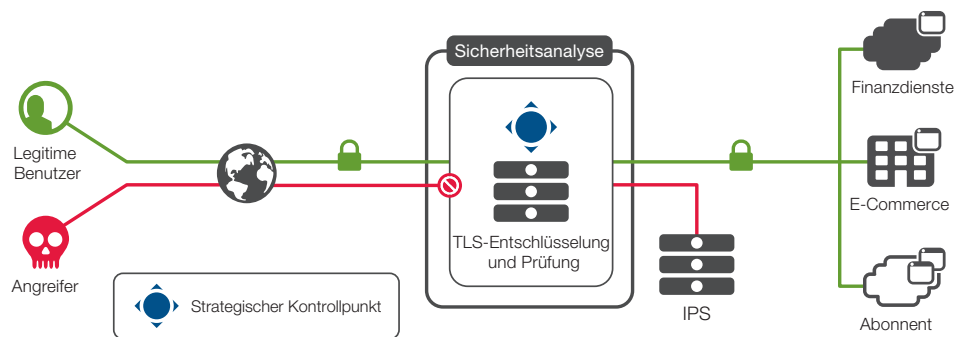 Sicherheitsanalyse
Finanzdienste
Legitime
Benutzer
E-Commerce
TLS-Entschlüsselung
und Prüfung
Angreifer
Strategischer Kontrollpunkt
IPS
Abonnent